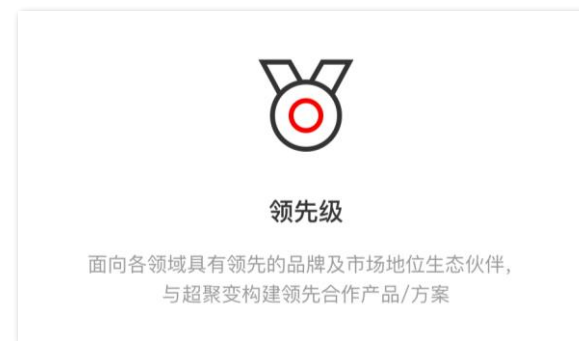 领先级
面向各领域具有领先的品牌及市场地位生态伙伴，
与超聚变构建领先合作产品/方案